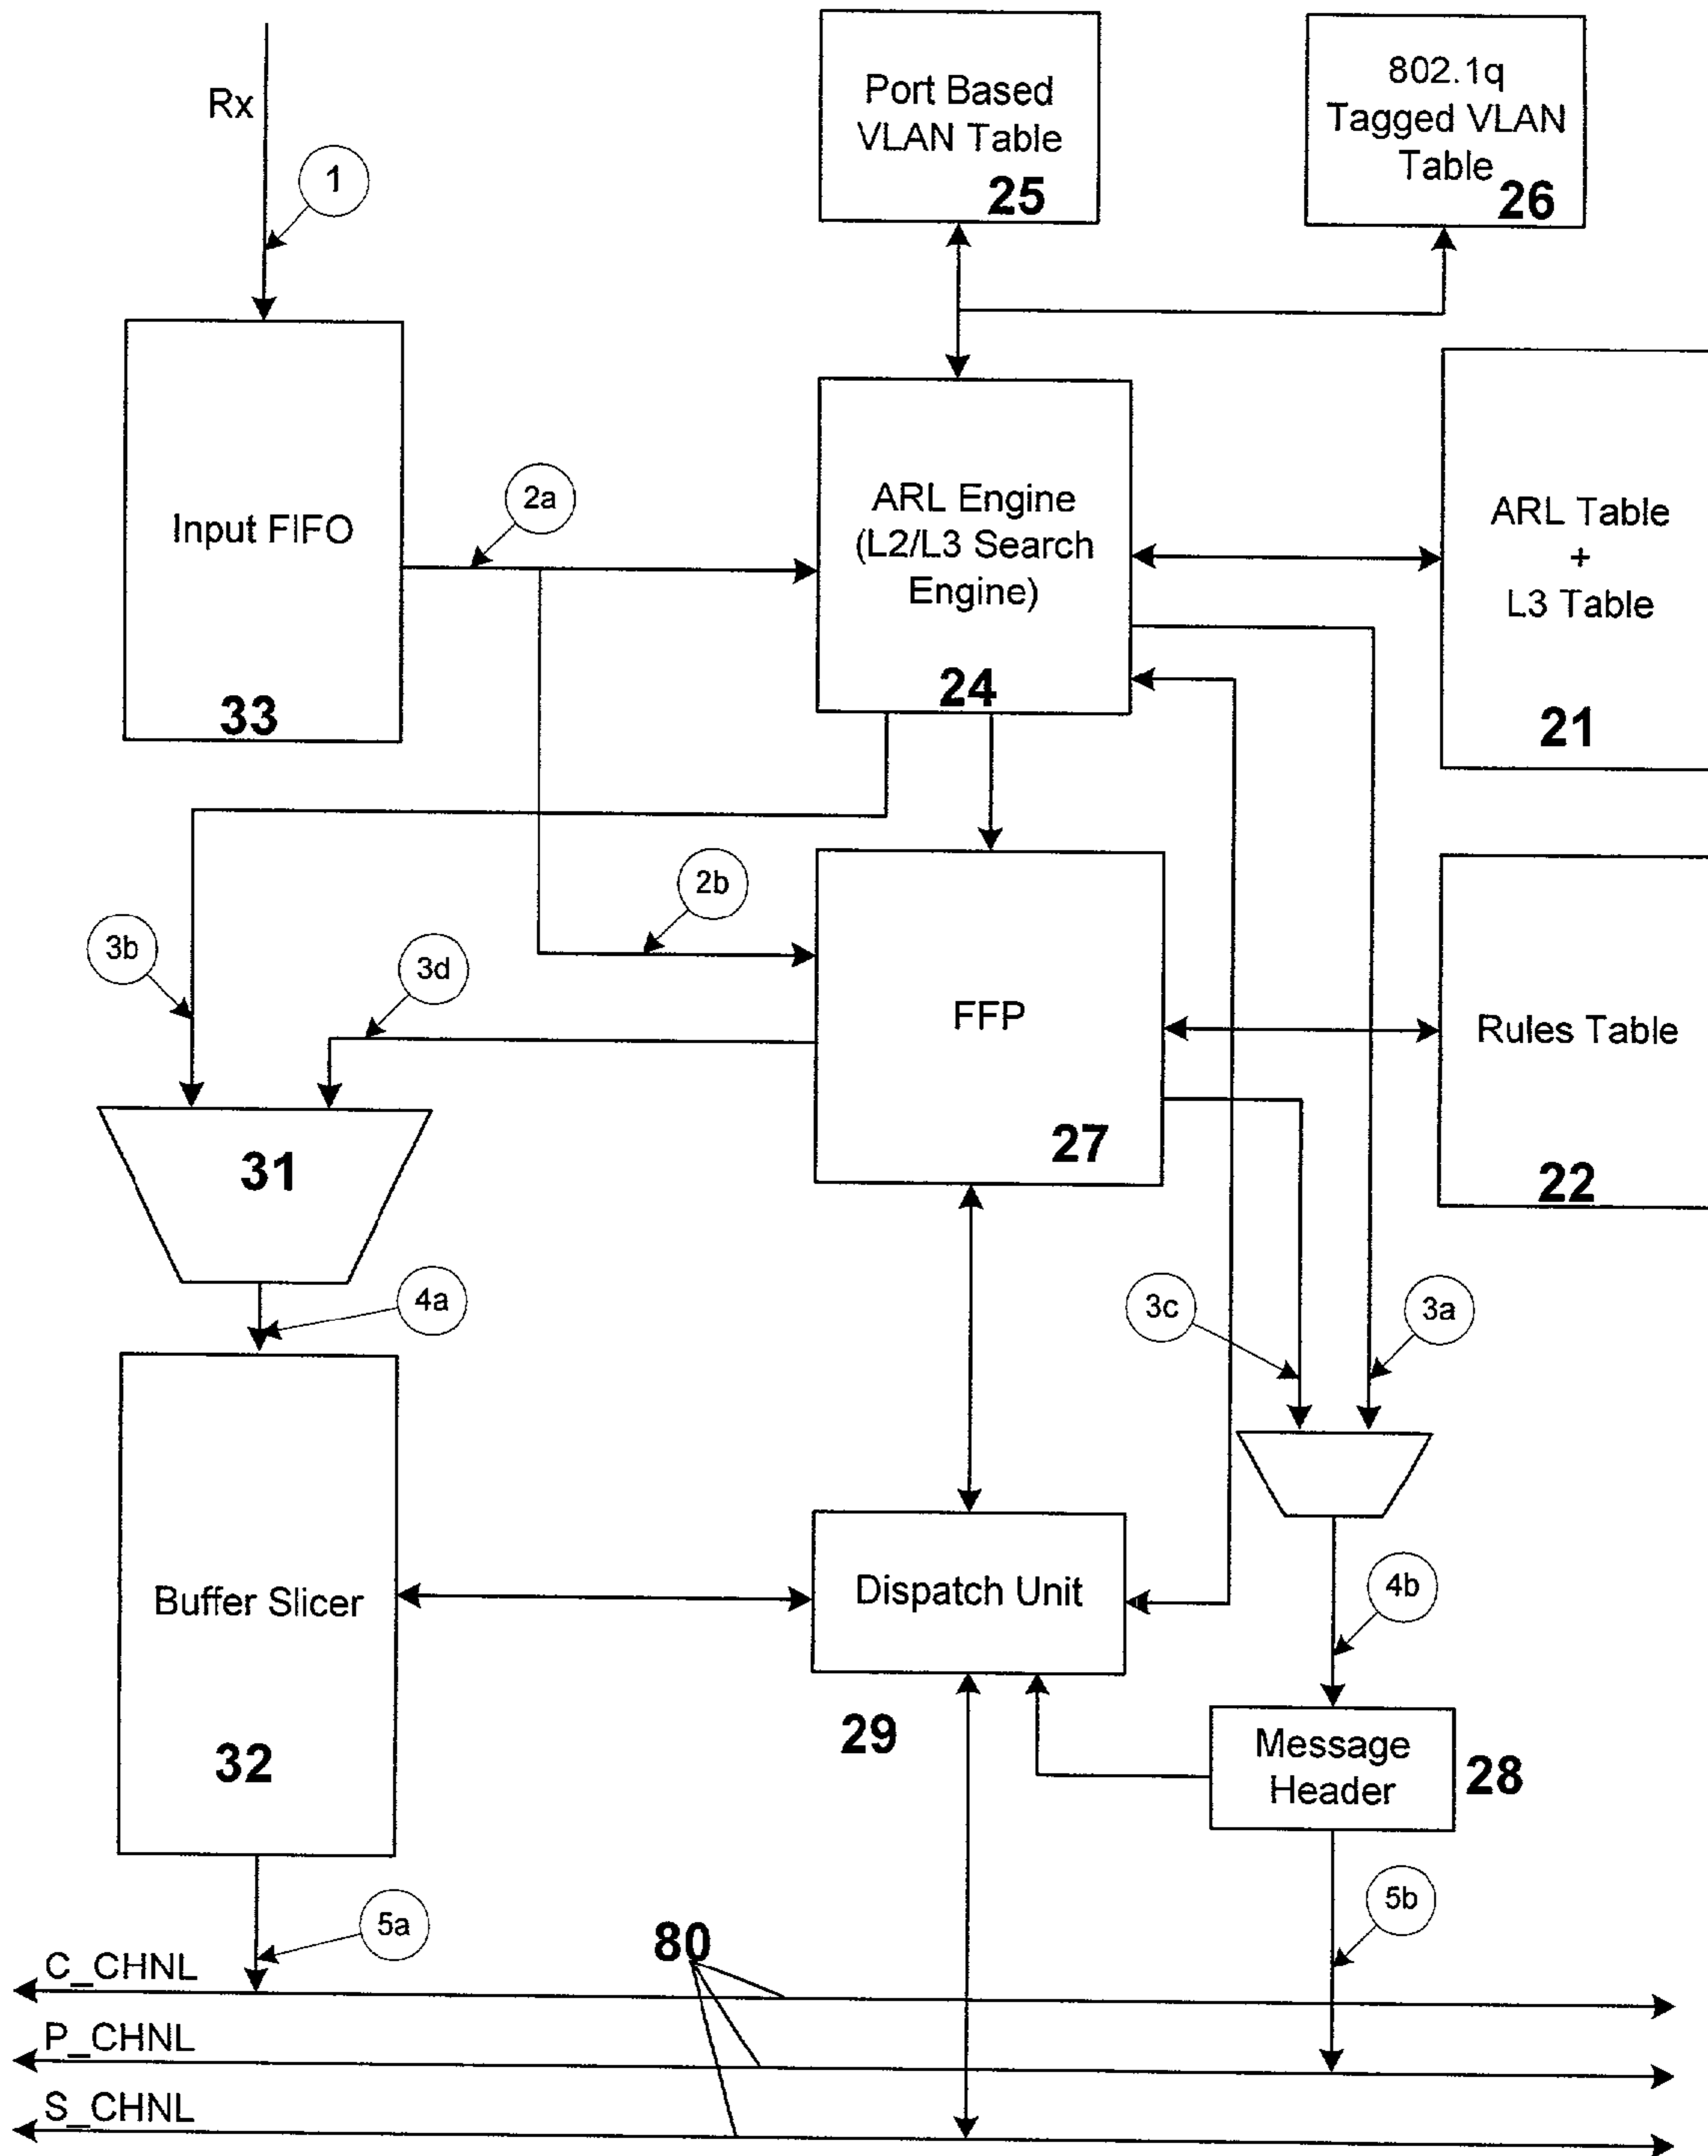 Rx
1
Port Based
VLAN Table
25
802.1q
Tagged VLAN
Table
26
Input FIFO
33
2a
ARL Engine
(L2/L3 Search
Engine)
24
ARL Table
+
L3 Table
21
2b
3b
3d
FFP
27
Rules Table
22
31
4a
3c
3a
Buffer Slicer
32
Dispatch Unit
29
4b
Message
Header
28
5a
80
5b
C_CHNL
P_CHNL
S_CHNL